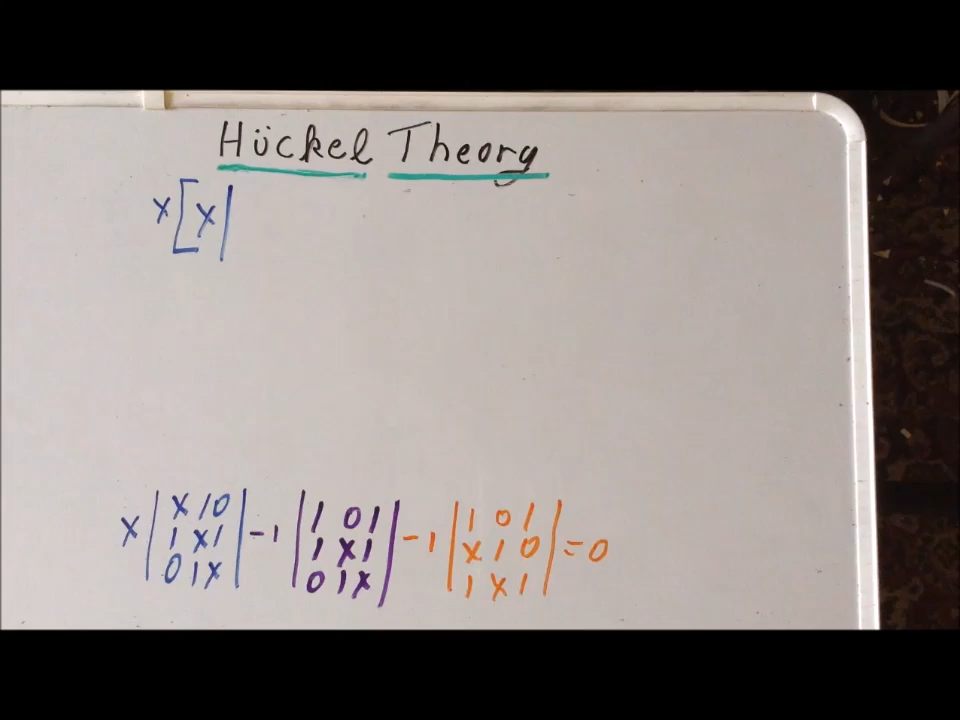 Hückel Theory
x[x|
x|x 1 0| -1 |1 0 1| -1 |1 0 1| = 0
|1 x 1| |1 x 1| |x 1 0|
|0 1 x| |0 1 x| |1 x 1|